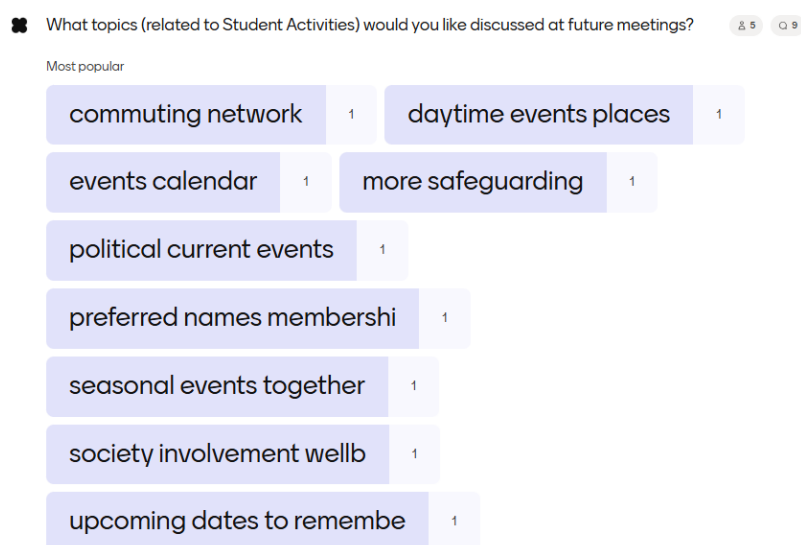 What topics (related to Student Activities) would you like discussed at future meetings? 5 9
Most popular
commuting network 1 daytime events places 1
events calendar 1 more safeguarding 1
political current events 1
preferred names membershi 1
seasonal events together 1
society involvement wellb 1
upcoming dates to remembe 1